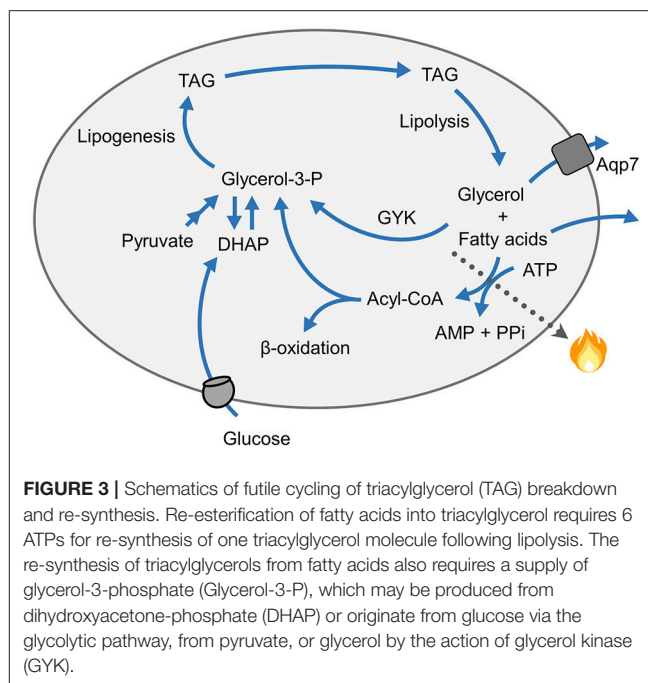 TAG
TAG
Lipogenesis
Lipolysis
Aqp7
Glycerol-3-P
Glycerol
+
Fatty acids
GYK
Pyruvate
DHAP
ATP
Acyl-CoA
AMP + PPi
β-oxidation
Glucose
FIGURE 3 | Schematics of futile cycling of triacylglycerol (TAG) breakdown
and re-synthesis. Re-esterification of fatty acids into triacylglycerol requires 6
ATPs for re-synthesis of one triacylglycerol molecule following lipolysis. The
re-synthesis of triacylglycerols from fatty acids also requires a supply of
glycerol-3-phosphate (Glycerol-3-P), which may be produced from
dihydroxyacetone-phosphate (DHAP) or originate from glucose via the
glycolytic pathway, from pyruvate, or glycerol by the action of glycerol kinase
(GYK).